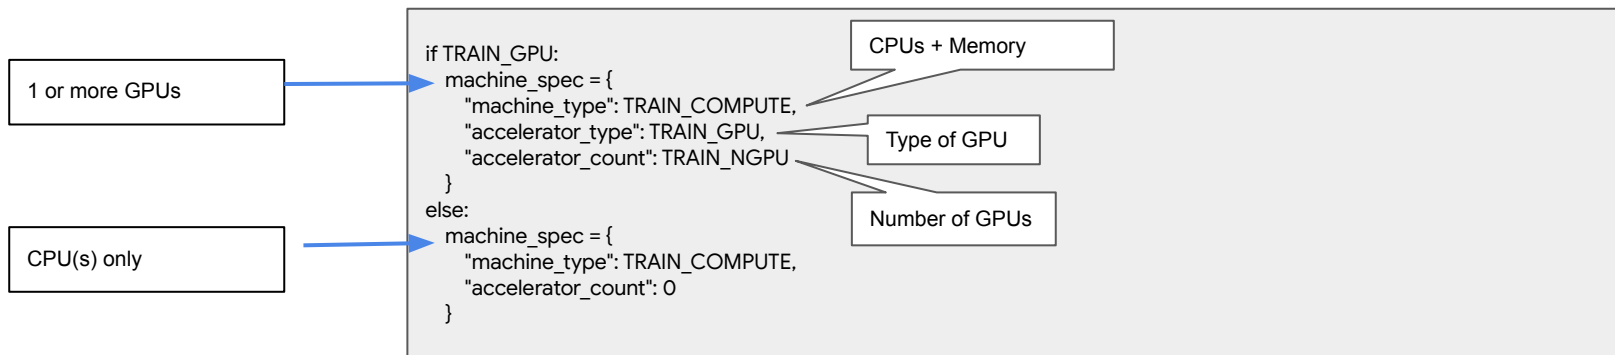 1 or more GPUs
CPU(s) only
if TRAIN_GPU:
machine_spec = {
"machine_type": TRAIN_COMPUTE,
"accelerator_type": TRAIN_GPU,
"accelerator_count": TRAIN_NGPU
}
else:
machine_spec = {
"machine_type": TRAIN_COMPUTE,
"accelerator_count": 0
}
CPUs + Memory
Type of GPU
Number of GPUs